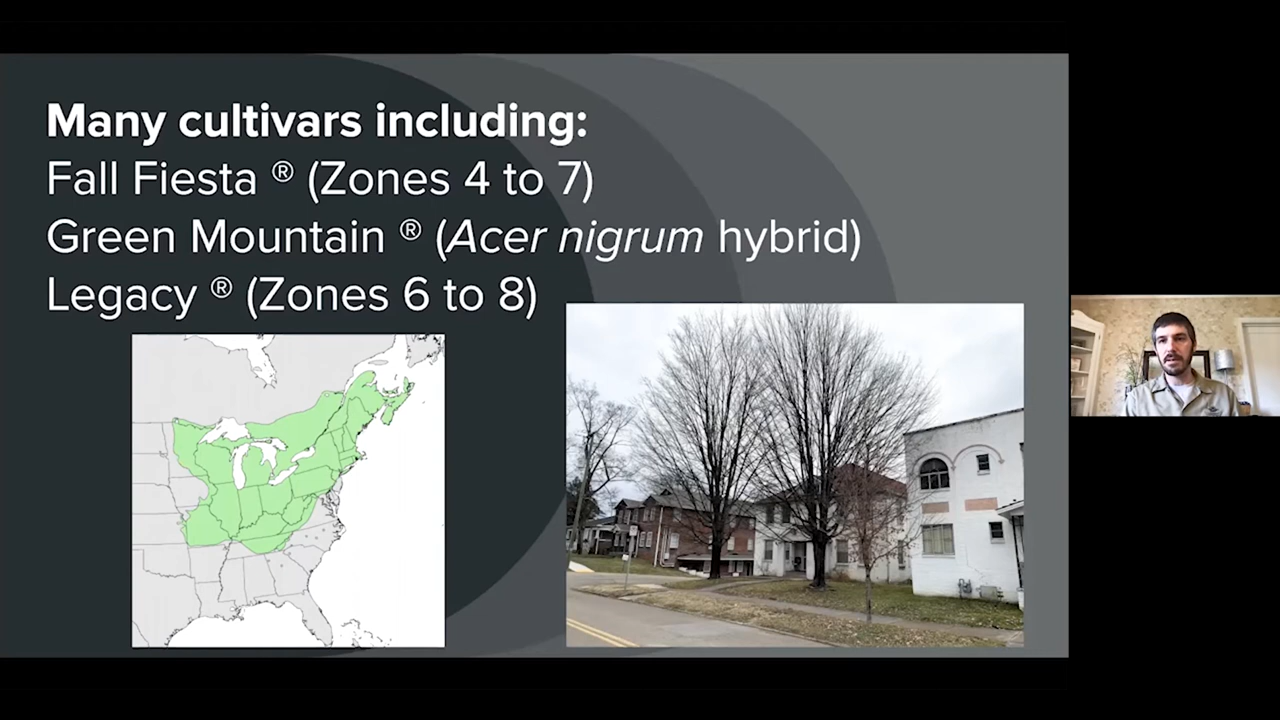 Many cultivars including:
Fall Fiesta ® (Zones 4 to 7)
Green Mountain ® (Acer nigrum hybrid)
Legacy ® (Zones 6 to 8)